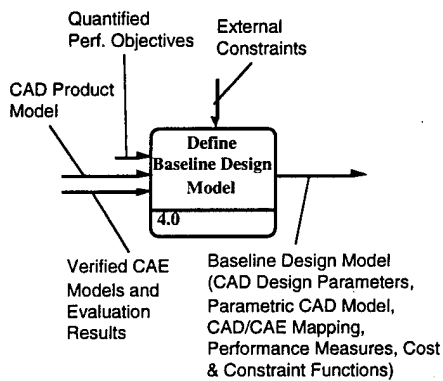 Quantified
Perf. Objectives
External
Constraints
CAD Product
Model
Define
Baseline Design
Model
4.0
Verified CAE
Models and
Evaluation
Results
Baseline Design Model
(CAD Design Parameters,
Parametric CAD Model,
CAD/CAE Mapping,
Performance Measures, Cost
& Constraint Functions)